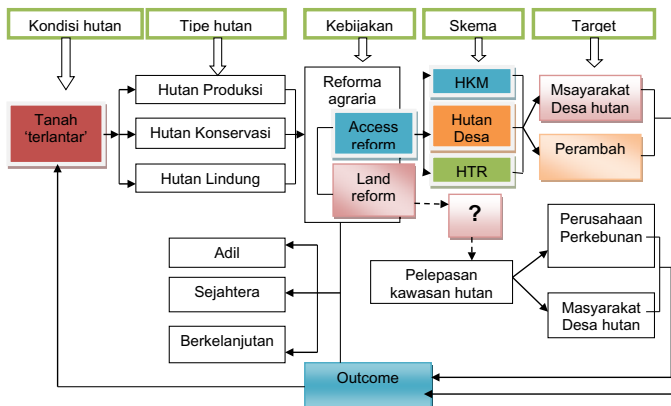 Kondisi hutan
Tipe hutan
Kebijakan
Skema
Target
Tanah
'terlantar'
Hutan Produksi
Hutan Konservasi
Hutan Lindung
Reforma
agraria
Access
reform
Land
reform
HKM
Hutan
Desa
HTR
Msayarakat
Desa hutan
Perambah
?
Pelepasan
kawasan hutan
Perusahaan
Perkebunan
Masyarakat
Desa hutan
Adil
Sejahtera
Berkelanjutan
Outcome